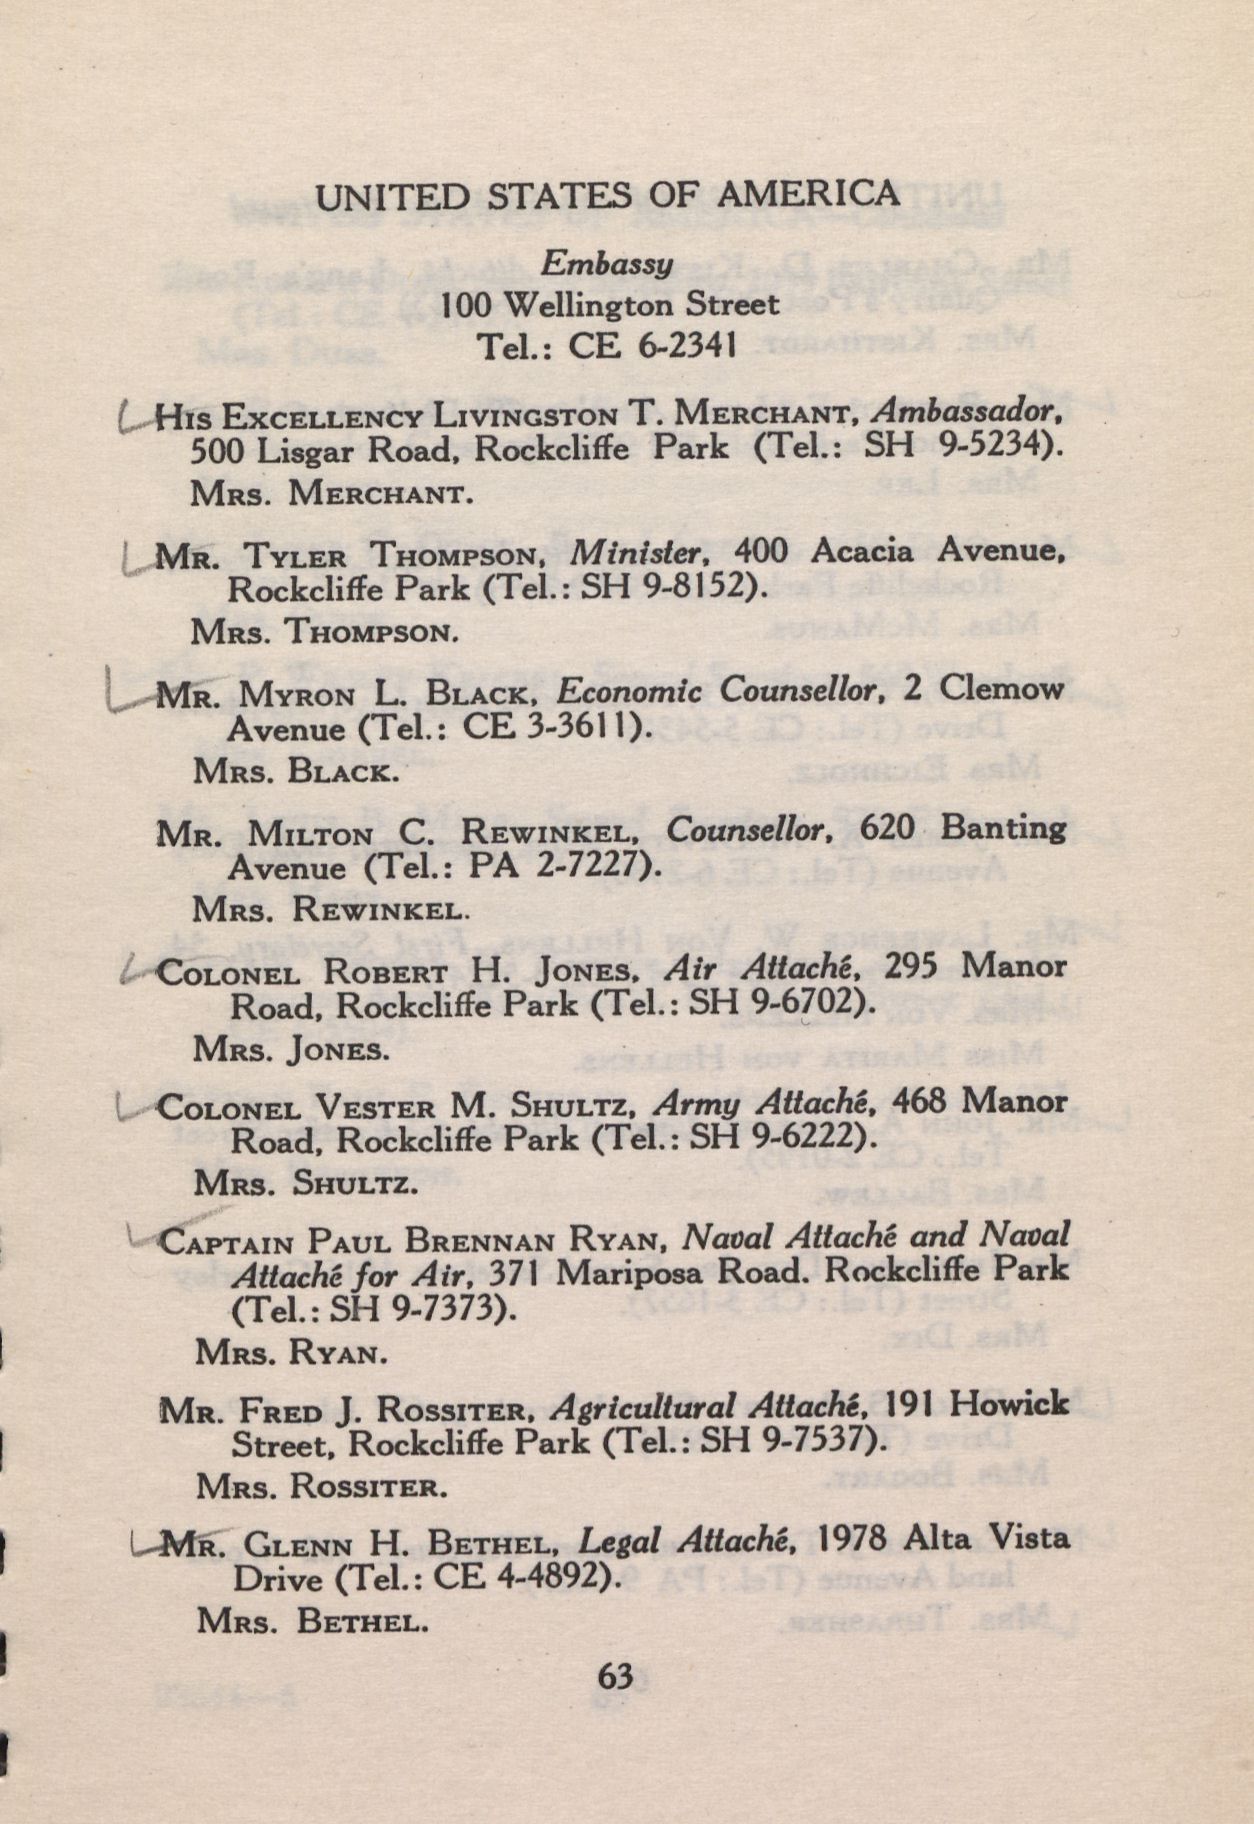 UNITED STATES OF AMERICA
Embassy
100 Wellington Street
Tel.: CE 6-2341
HIS EXCELLENCY LIVINGSTON T. MERCHANT, Ambassador,
500 Lisgar Road, Rockcliffe Park (Tel.: SH 9-5234).
MRS. MERCHANT.
MR. TYLER THOMPSON, Minister, 400 Acacia Avenue,
Rockcliffe Park (Tel.: SH 9-8152).
MRS. THOMPSON.
MR. MYRON L. BLACK, Economic Counsellor, 2 Clemow
Avenue (Tel.: CE 3-3611).
MRS. BLACK.
MR. MILTON C. REWINKEL, Counsellor, 620 Banting
Avenue (Tel.: PA 2-7227).
MRS. REWINKEL.
COLONEL ROBERT H. JONES, Air Attaché, 295 Manor
Road, Rockcliffe Park (Tel.: SH 9-6702).
MRS. JONES.
COLONEL VESTER M. SHULTZ, Army Attaché, 468 Manor
Road, Rockcliffe Park (Tel.: SH 9-6222).
MRS. SHULTZ.
CAPTAIN PAUL BRENNAN RYAN, Naval Attaché and Naval
Attaché for Air, 371 Mariposa Road. Rockcliffe Park
(Tel.: SH 9-7373).
MRS. RYAN.
MR. FRED J. ROSSITER, Agricultural Attaché, 191 Howick
Street, Rockcliffe Park (Tel.: SH 9-7537).
MRS. ROSSITER.
MR. GLENN H. BETHEL, Legal Attaché, 1978 Alta Vista
Drive (Tel.: CE 4-4892).
MRS. BETHEL.
63